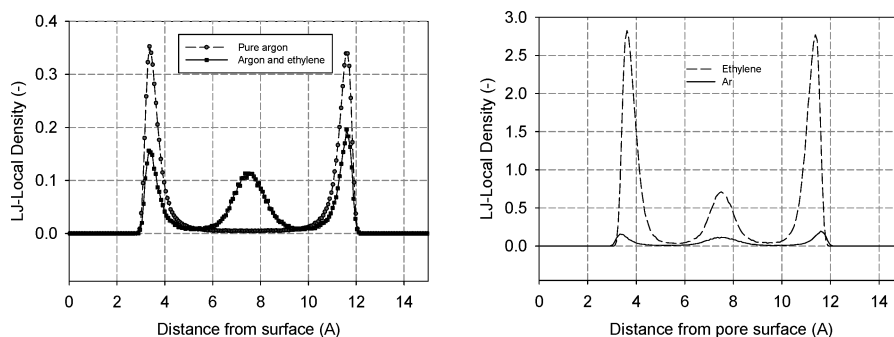 0.4
0.3
0.2
0.1
0.0
LJ-Local Density (-)
Pure argon
Argon and ethylene
0 2 4 6 8 10 12 14
Distance from surface (A)
3.0
2.5
2.0
1.5
1.0
0.5
0.0
LJ-Local Density (-)
Ethylene
Ar
0 2 4 6 8 10 12 14
Distance from pore surface (A)